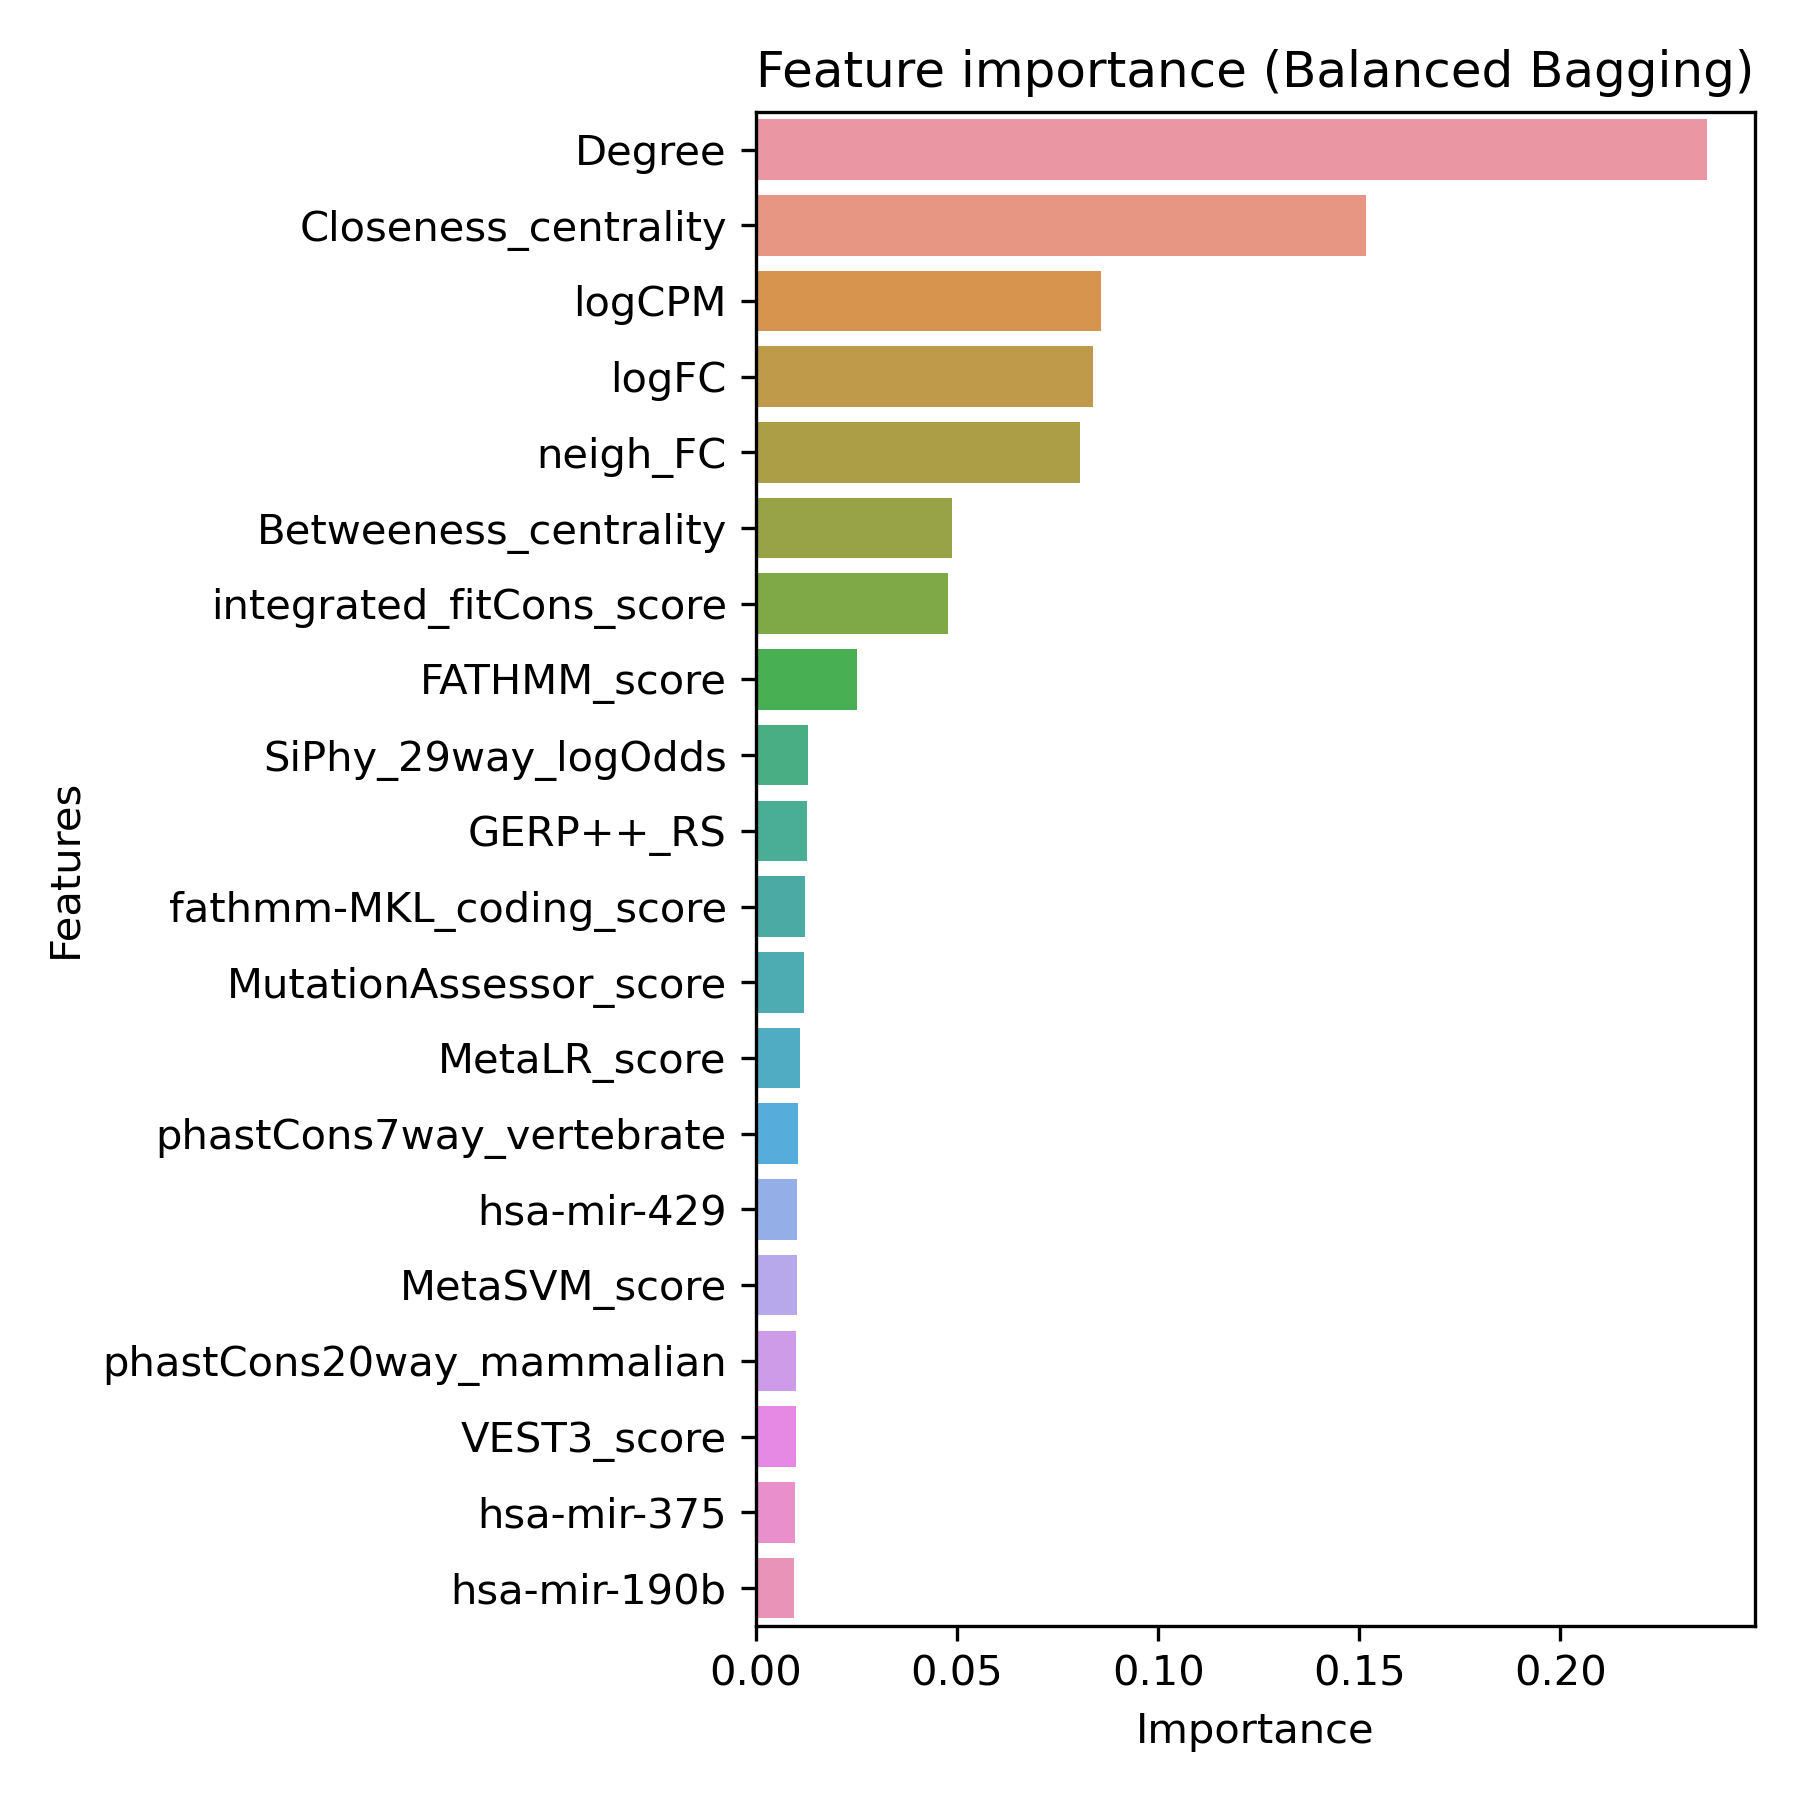 Feature importance (Balanced Bagging)
Degree
Closeness_centrality
logCPM
logFC
neigh_FC
Betweeness_centrality
integrated_fitCons_score
FATHMM_score
SiPhy_29way_logOdds
GERP++_RS
fathmm-MKL_coding_score
MutationAssessor_score
MetaLR_score
phastCons7way_vertebrate
hsa-mir-429
MetaSVM_score
phastCons20way_mammalian
VEST3_score
hsa-mir-375
hsa-mir-190b
Features
0.00 0.05 0.10 0.15 0.20
Importance